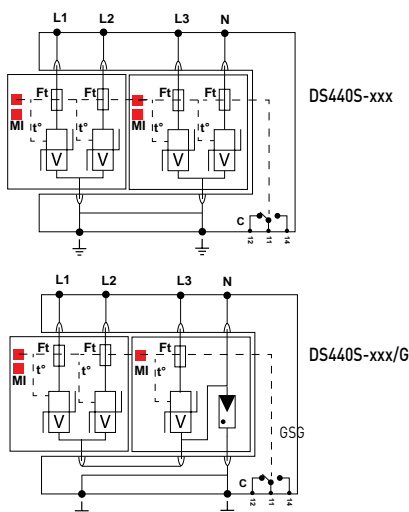 L1 L2 L3 N
Ft Ft Ft Ft
DS440S-xxx
MI t° MI t°
V V V V
C
12 11 14
L1 L2 L3 N
Ft Ft Ft
DS440S-xxx/G
MI t° MI t°
V V V
GSG
C
12 11 14